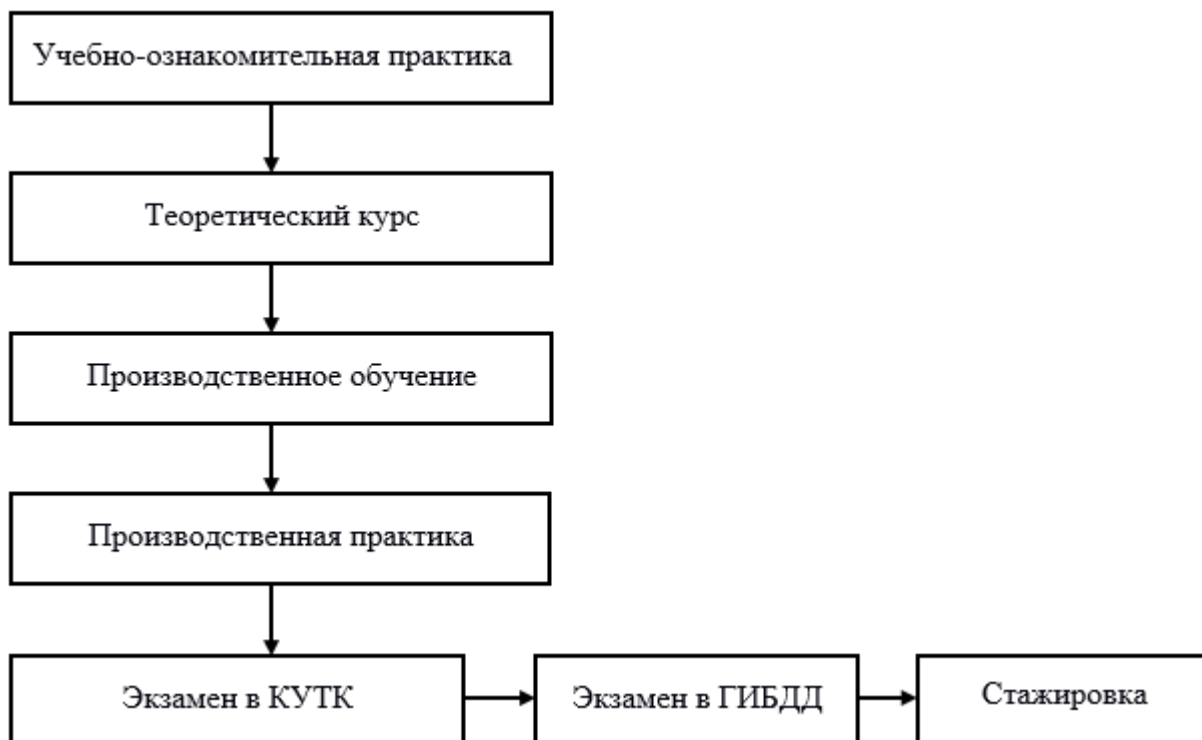 Учебно-ознакомительная практика
Теоретический курс
Производственное обучение
Производственная практика
Экзамен в КУТК
Экзамен в ГИБДД
Стажировка